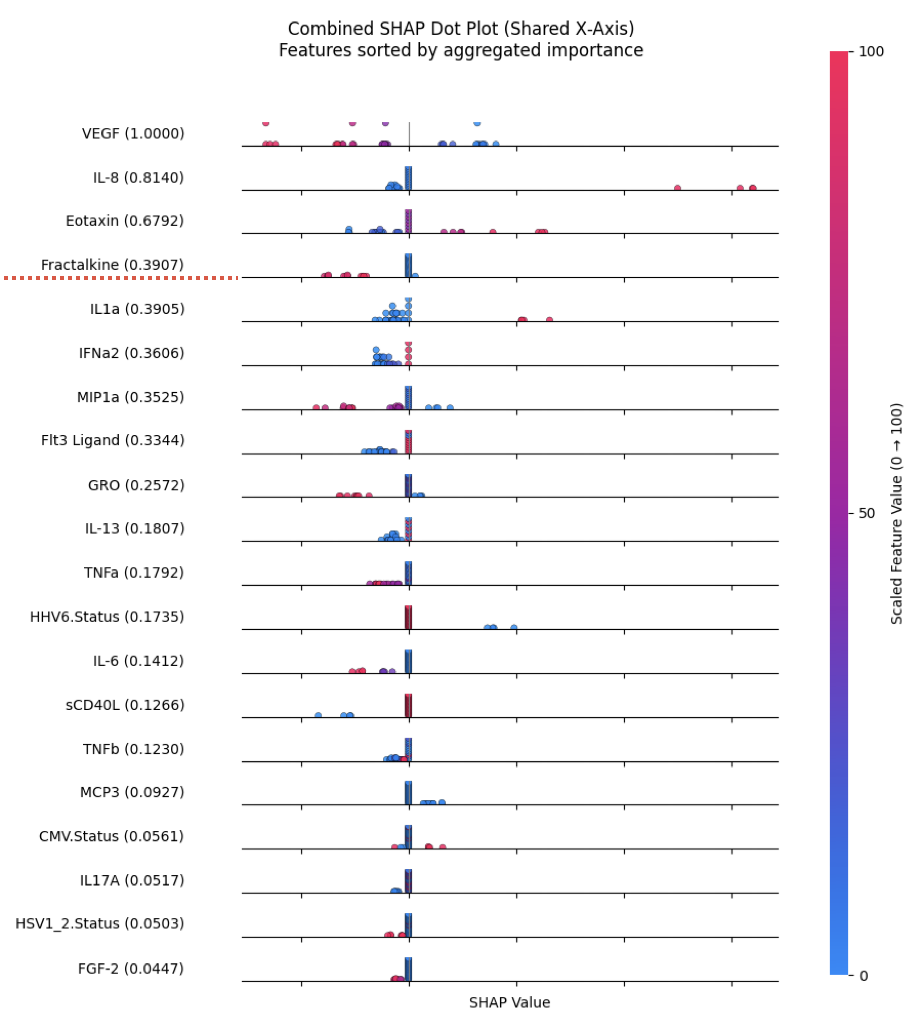 Combined SHAP Dot Plot (Shared X-Axis)
Features sorted by aggregated importance
VEGF (1.0000)
IL-8 (0.8140)
Eotaxin (0.6792)
Fractalkine (0.3907)
IL1a (0.3905)
IFNa2 (0.3606)
MIP1a (0.3525)
Flt3 Ligand (0.3344)
GRO (0.2572)
IL-13 (0.1807)
TNFa (0.1792)
HHV6.Status (0.1735)
IL-6 (0.1412)
sCD40L (0.1266)
TNFb (0.1230)
MCP3 (0.0927)
CMV.Status (0.0561)
IL17A (0.0517)
HSV1_2.Status (0.0503)
FGF-2 (0.0447)
SHAP Value
100
50
0
Scaled Feature Value (0 → 100)